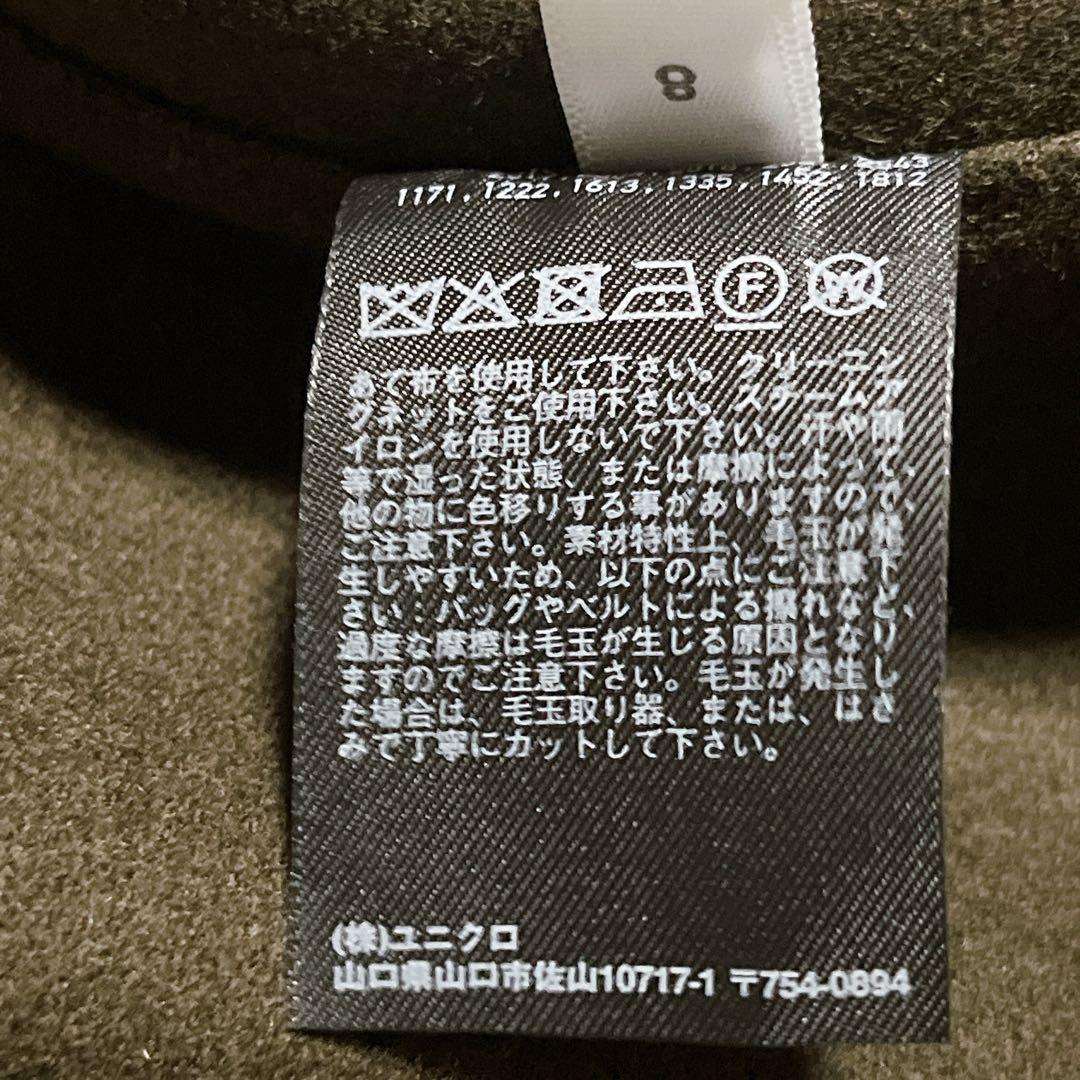 8
1171,1222,1613,1335,1452,1812
F W
あて布を使用して下さい。クリーニン
グネットをご使用下さい。スチームア
イロンを使用しないで下さい。汗や雨
等で湿った状態、または摩擦によって、
他の物に色移りする事がありますので、
ご注意下さい。素材特性上、毛玉が発
生しやすいため、以下の点にご注意下
さい:バッグやベルトによる擦れなど、
過度な摩擦は毛玉が生じる原因となり
ますのでご注意下さい。毛玉が発生し
た場合は、毛玉取り器、または、はさ
みで丁寧にカットして下さい。
(株)ユニクロ
山口県山口市佐山10717-1 〒754-0894